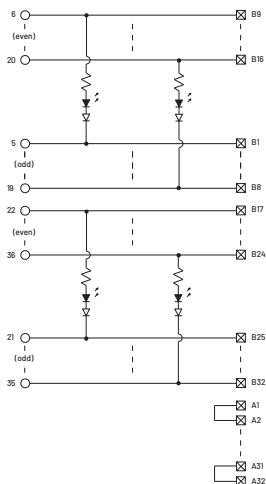 6 B9
(even)
20 B16
5 B1
(odd)
19 B8
22 B17
(even)
36 B24
21 B25
(odd)
35 B32
A1
A2
A31
A32